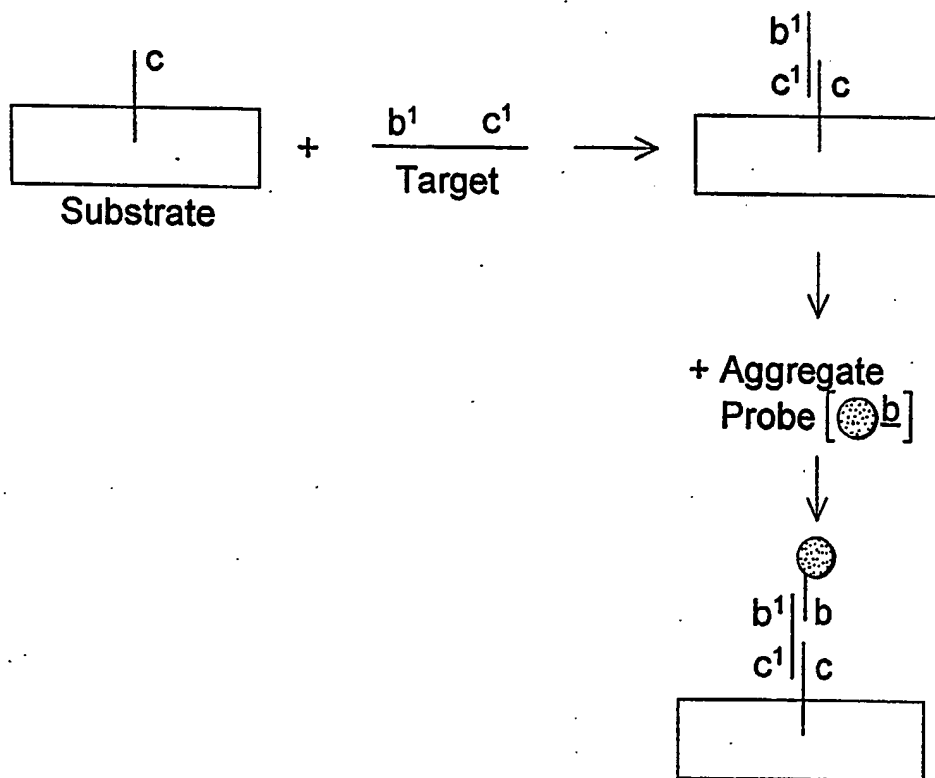 c
Substrate
+
b¹ c¹
Target
b¹
c¹ c
+ Aggregate
Probe [ b ]
b¹ b
c¹ c